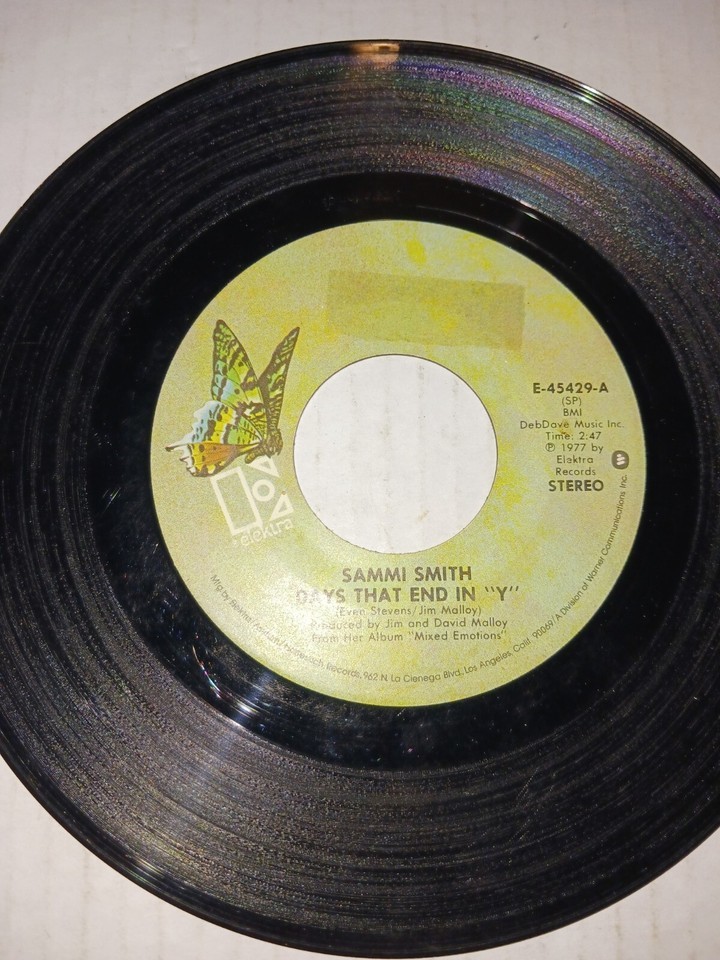 E-45429-A
(SP)
BMI
DebDave Music Inc.
Time: 2:47
℗ 1977 by
Elektra
Records
STEREO
elektra
SAMMI SMITH
DAYS THAT END IN "Y"
(Even Stevens/Jim Malloy)
Produced by Jim and David Malloy
From Her Album "Mixed Emotions"
Mfg by Elektra/Asylum/Nonesuch Records, 962 N. La Cienega Blvd., Los Angeles, Calif. 90069/A Division of Warner Communications Inc.